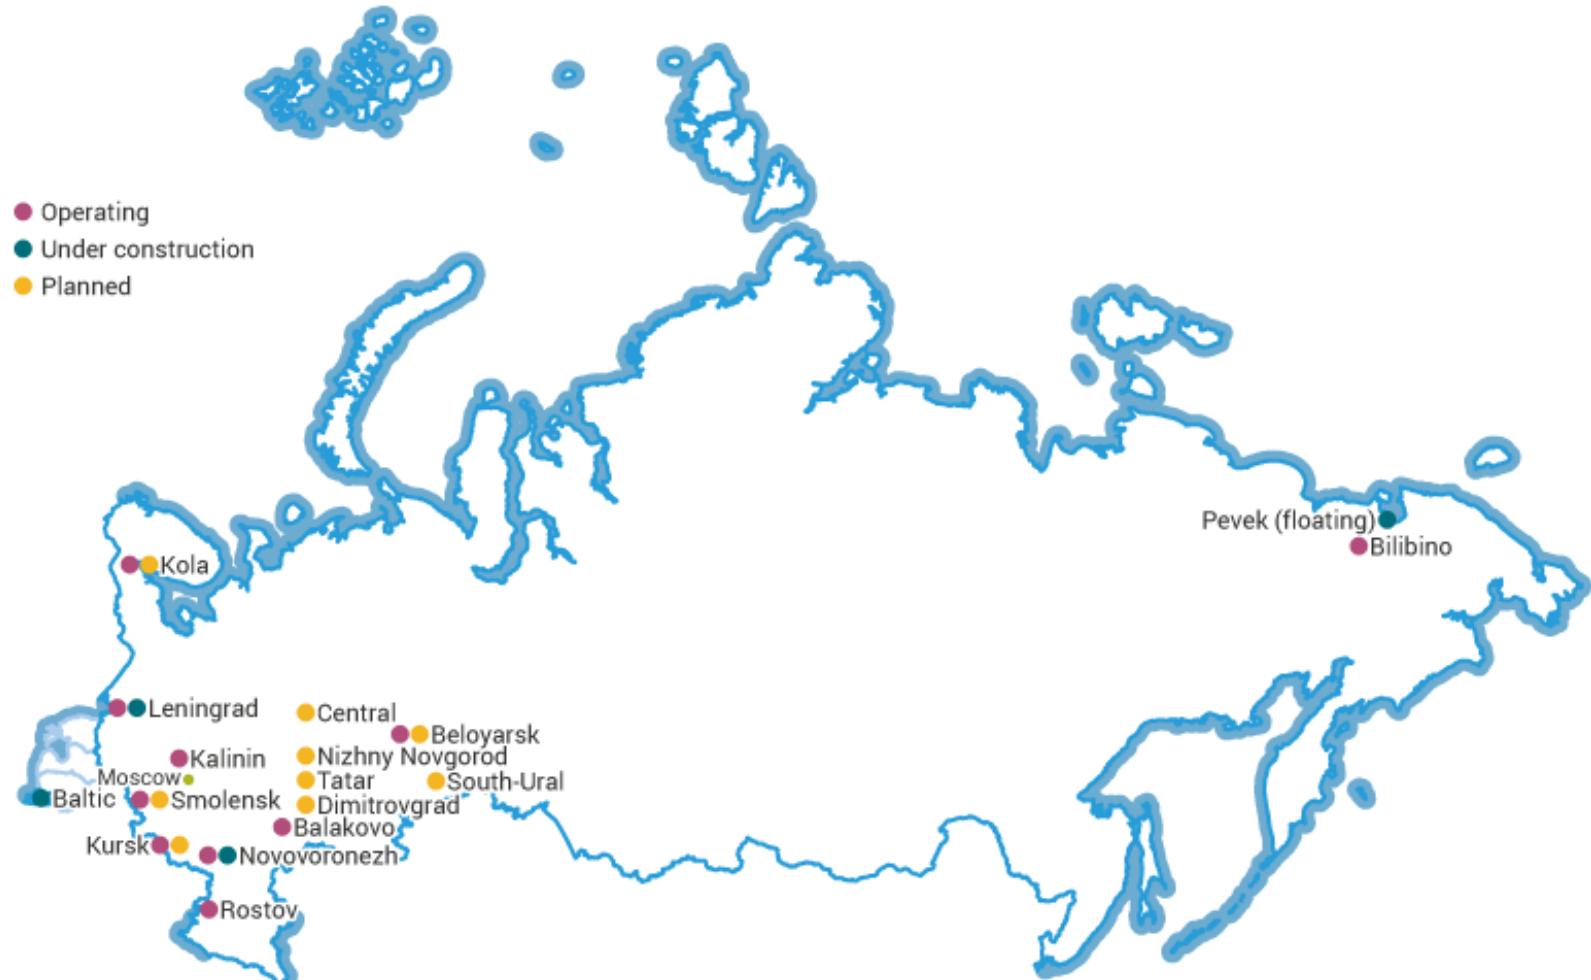 Operating
Under construction
Planned
Pevek (floating)
Bilibino
Kola
Leningrad
Central
Beloyarsk
Kalinin
Nizhny Novgorod
Moscow
Tatar
South-Ural
Baltic
Smolensk
Dimitrovgrad
Balakovo
Kursk
Novovoronezh
Rostov